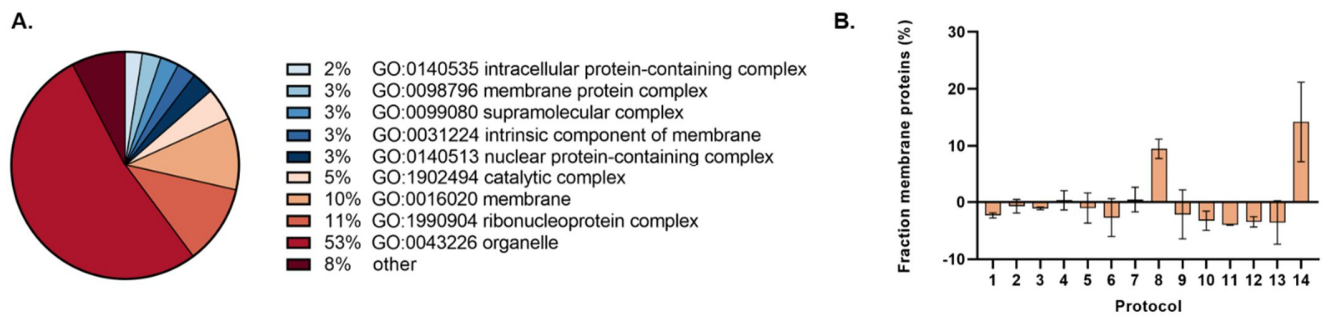 A.
2% GO:0140535 intracellular protein-containing complex
3% GO:0098796 membrane protein complex
3% GO:0099080 supramolecular complex
3% GO:0031224 intrinsic component of membrane
3% GO:0140513 nuclear protein-containing complex
5% GO:1902494 catalytic complex
10% GO:0016020 membrane
11% GO:1990904 ribonucleoprotein complex
53% GO:0043226 organelle
8% other
B.
Fraction membrane proteins (%)
30
20
10
0
-10
1 2 3 4 5 6 7 8 9 10 11 12 13 14
Protocol